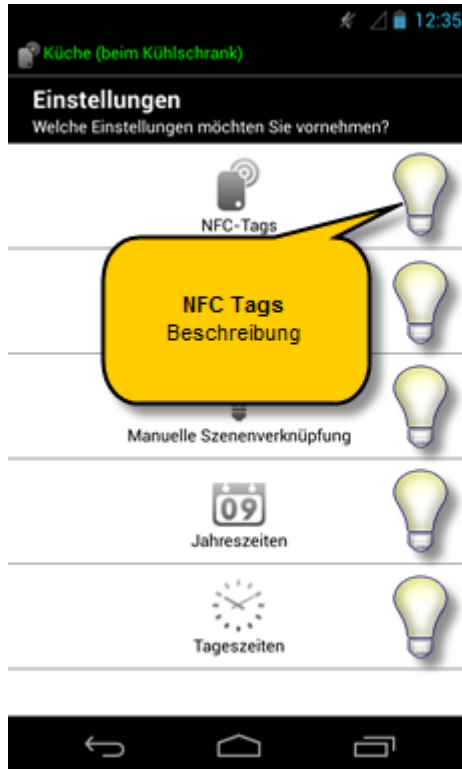 12:35
Küche (beim Kühlschrank)
Einstellungen
Welche Einstellungen möchten Sie vornehmen?
NFC-Tags
NFC Tags
Beschreibung
Manuelle Szenenverknüpfung
09
Jahreszeiten
Tageszeiten